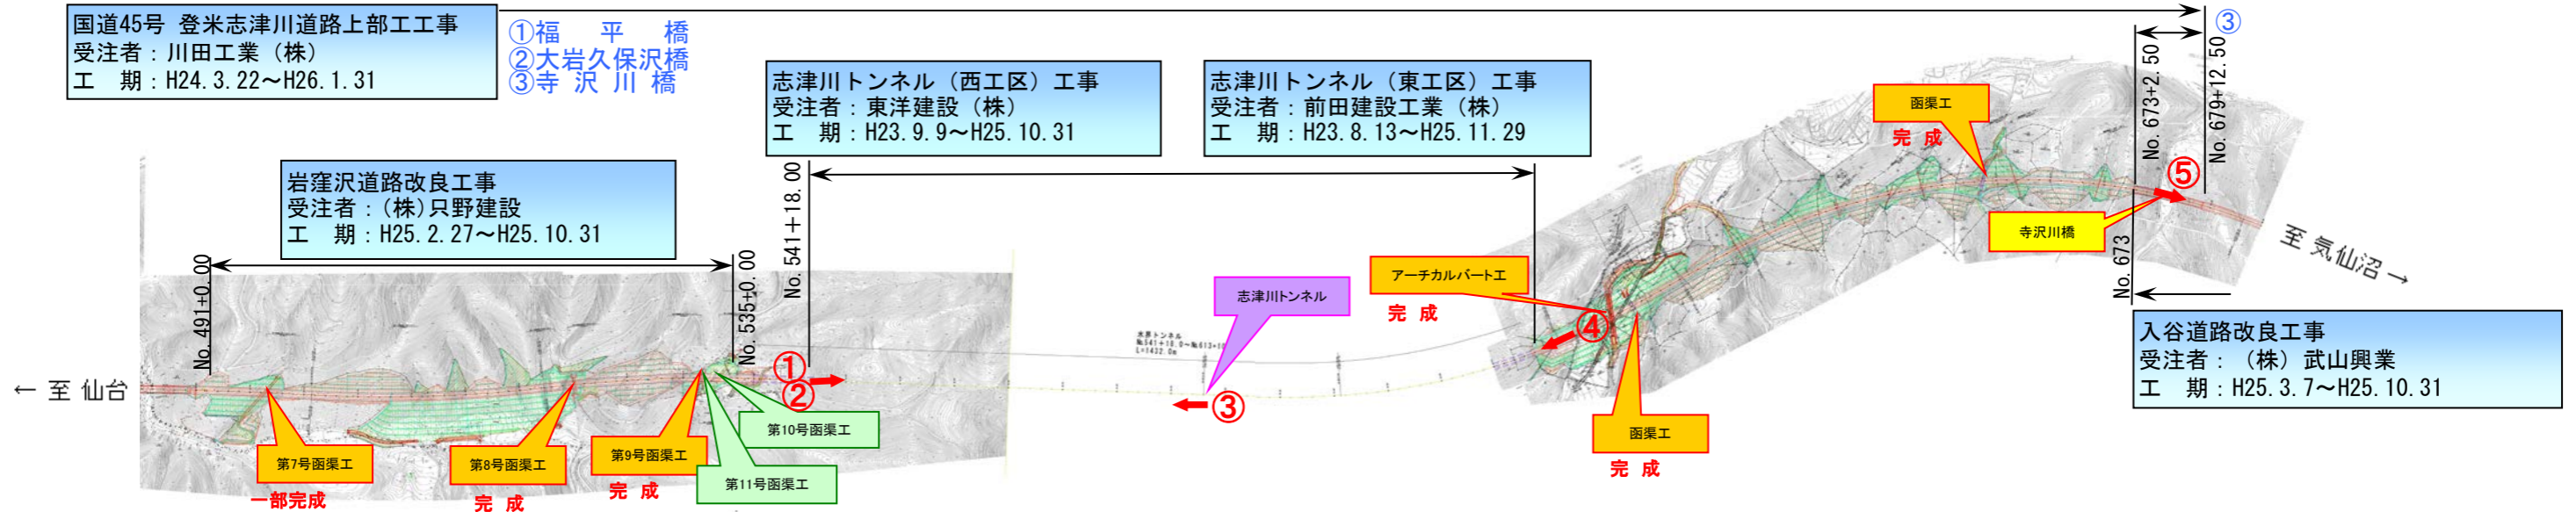 国道45号 登米志津川道路上部工工事
受注者：川田工業（株）
工　期：H24.3.22～H26.1.31
①福　平　橋
②大岩久保沢橋
③寺 沢 川 橋
志津川トンネル（西工区）工事
受注者：東洋建設（株）
工　期：H23.9.9～H25.10.31
志津川トンネル（東工区）工事
受注者：前田建設工業（株）
工　期：H23.8.13～H25.11.29
岩窪沢道路改良工事
受注者：（株）只野建設
工　期：H25.2.27～H25.10.31
入谷道路改良工事
受注者：（株）武山興業
工　期：H25.3.7～H25.10.31
③
No.673+2.50
No.679+12.50
No.673
No.491+0.00
No.535+0.00
No.541+18.00
← 至 仙台
至 気仙沼 →
函渠工
完 成
⑤
寺沢川橋
アーチカルバート工
完 成
④
函渠工
完 成
志津川トンネル
③
①
②
第7号函渠工
一部完成
第8号函渠工
完 成
第9号函渠工
完 成
第10号函渠工
第11号函渠工
L=1432.0m